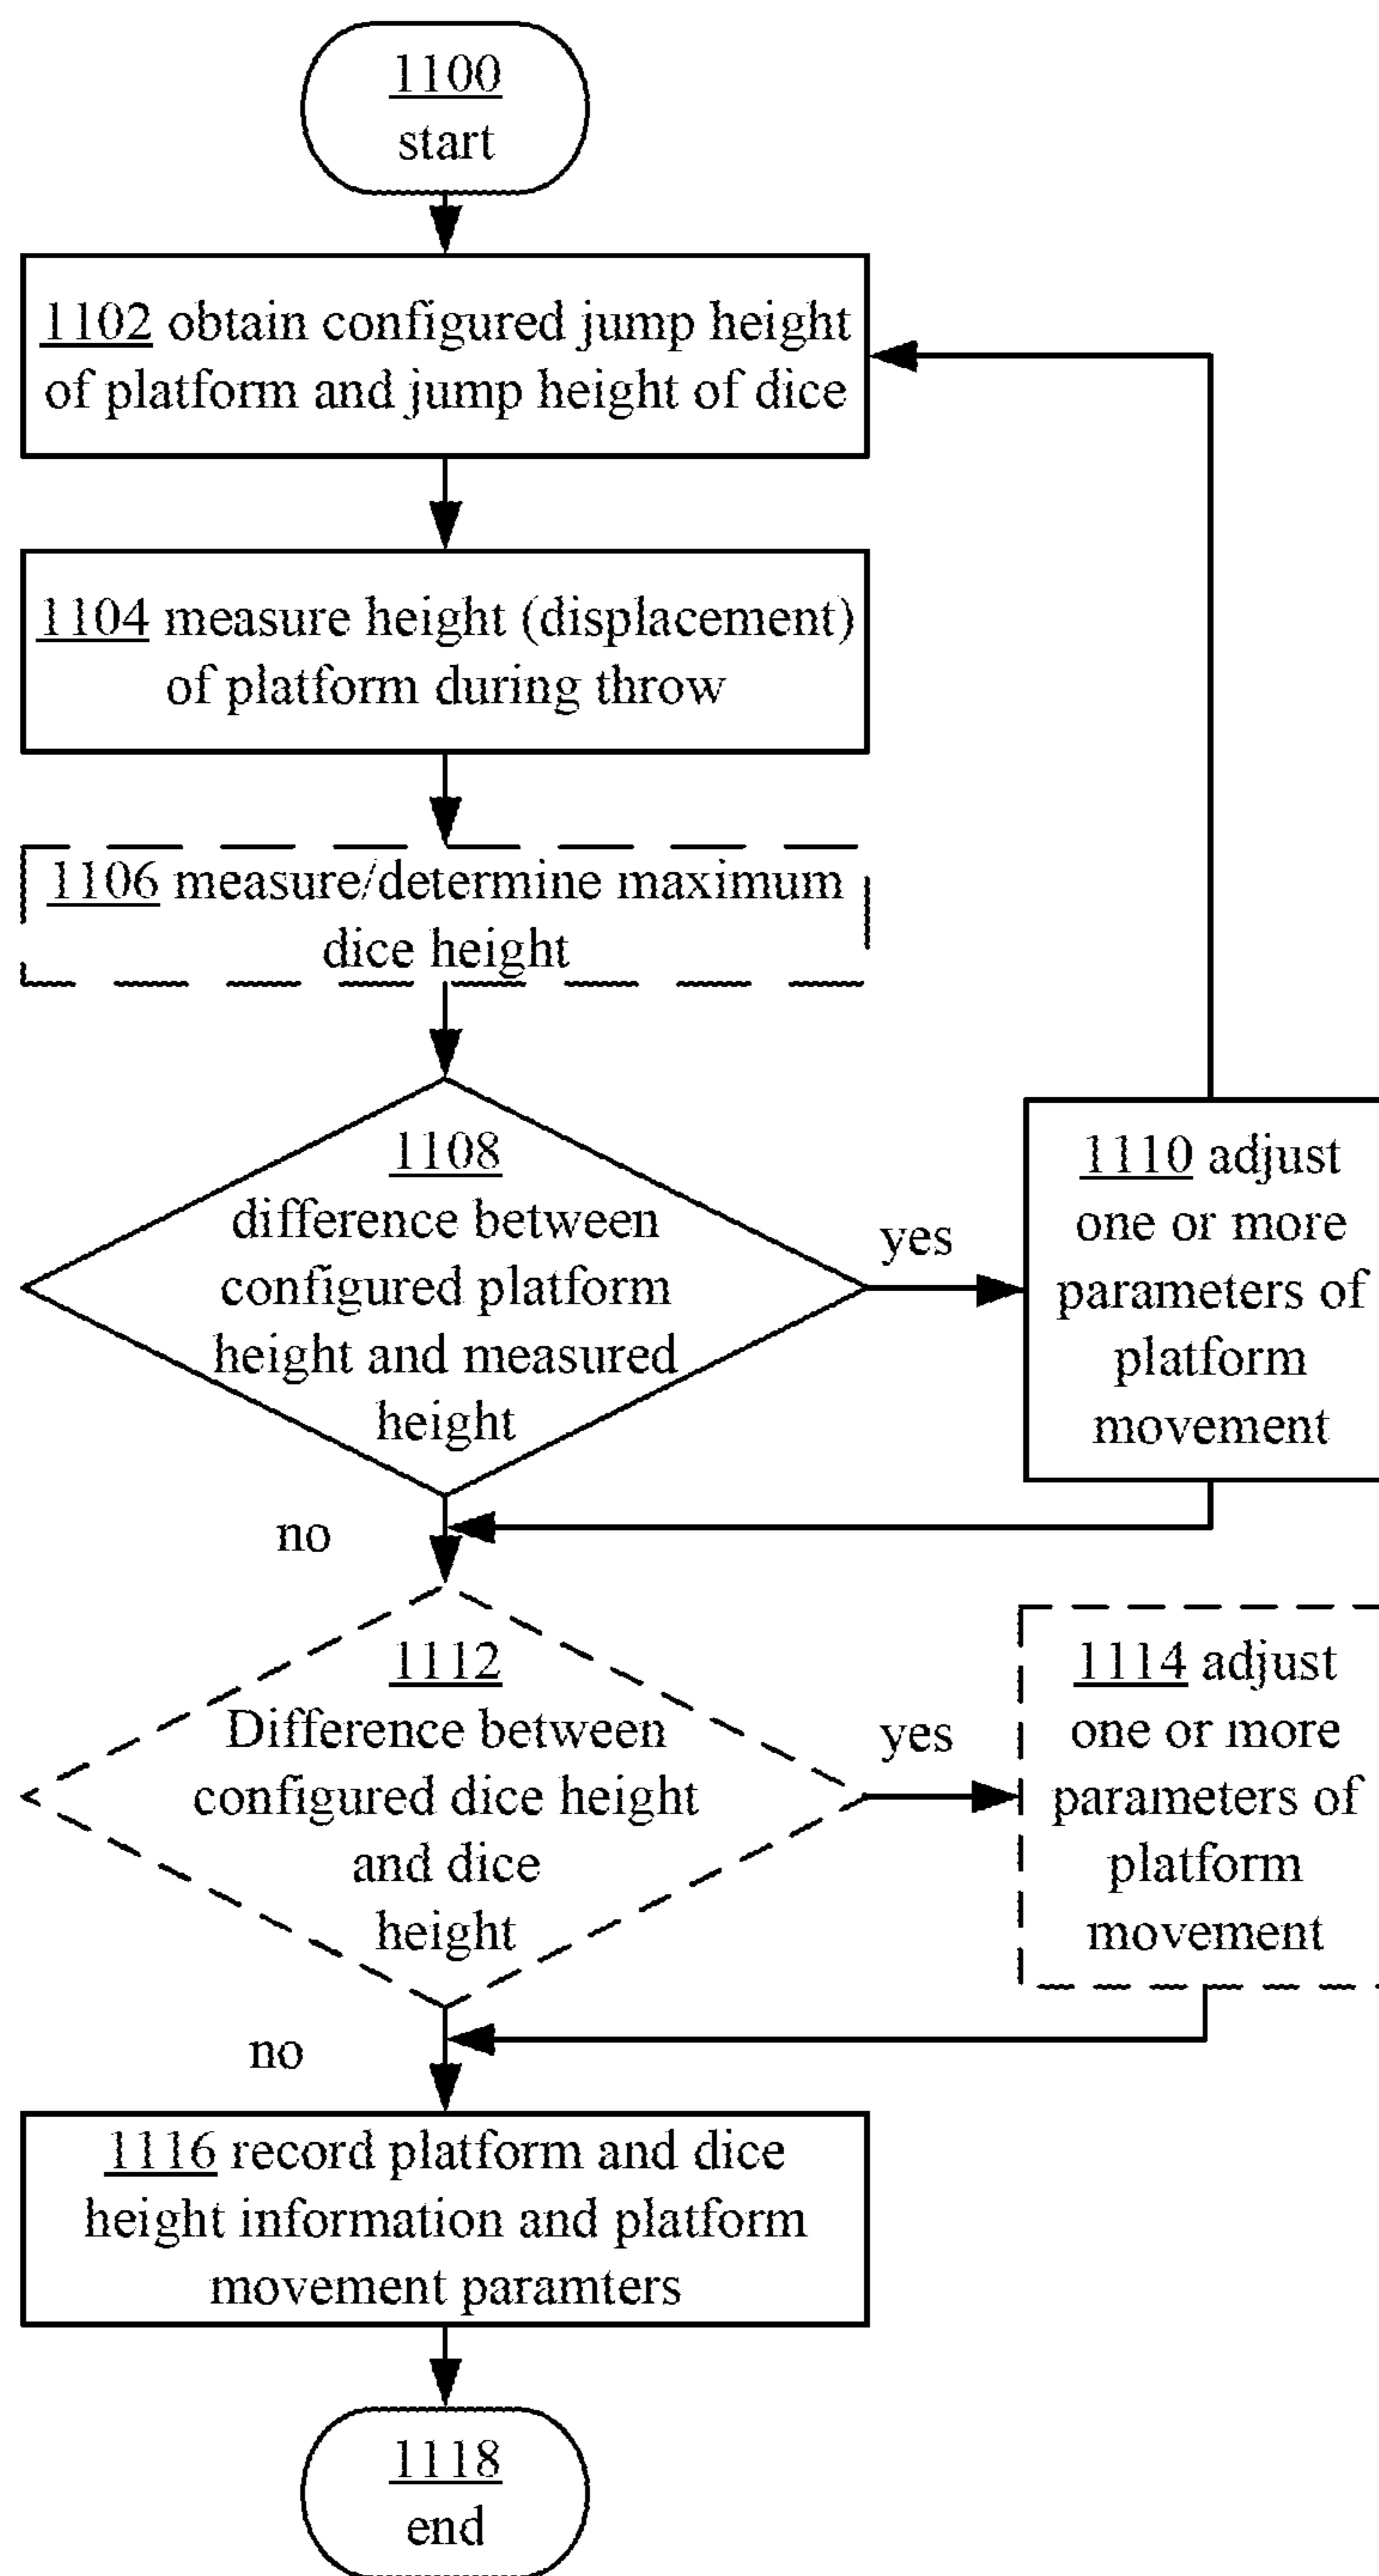 1100
start
1102 obtain configured jump height
of platform and jump height of dice
1104 measure height (displacement)
of platform during throw
1106 measure/determine maximum
dice height
1108
difference between
configured platform
height and measured
height
yes
1110 adjust
one or more
parameters of
platform
movement
no
1112
Difference between
configured dice height
and dice
height
yes
1114 adjust
one or more
parameters of
platform
movement
no
1116 record platform and dice
height information and platform
movement paramters
1118
end